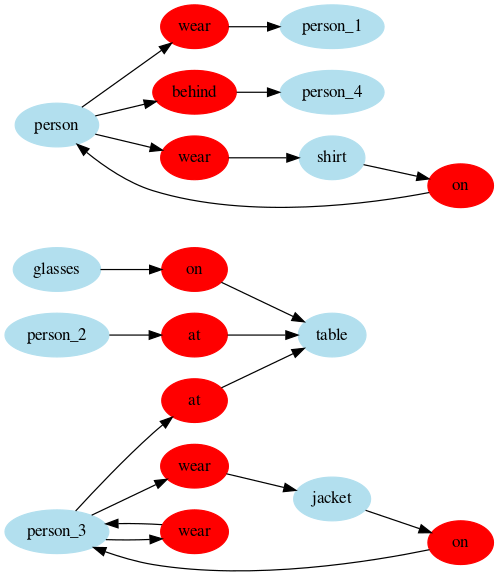 wear
person_1
behind
person_4
person
wear
shirt
on
glasses
on
person_2
at
table
at
wear
jacket
person_3
wear
on